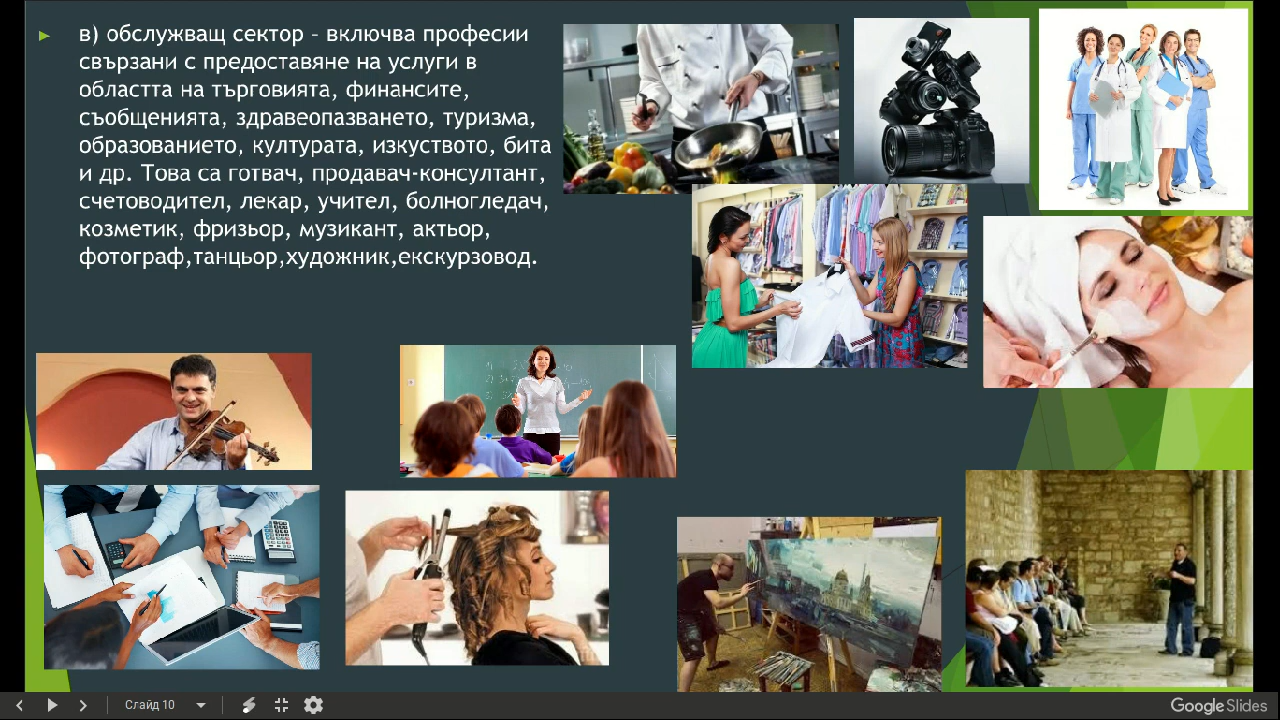 в) обслужващ сектор - включва професии
свързани с предоставяне на услуги в
областта на търговията, финансите,
съобщенията, здравеопазването, туризма,
образованието, културата, изкуството, бита
и др. Това са готвач, продавач-консултант,
счетоводител, лекар, учител, болногледач,
козметик, фризьор, музикант, актьор,
фотограф,танцьор,художник,екскурзовод.
Слайд 10
Google Slides